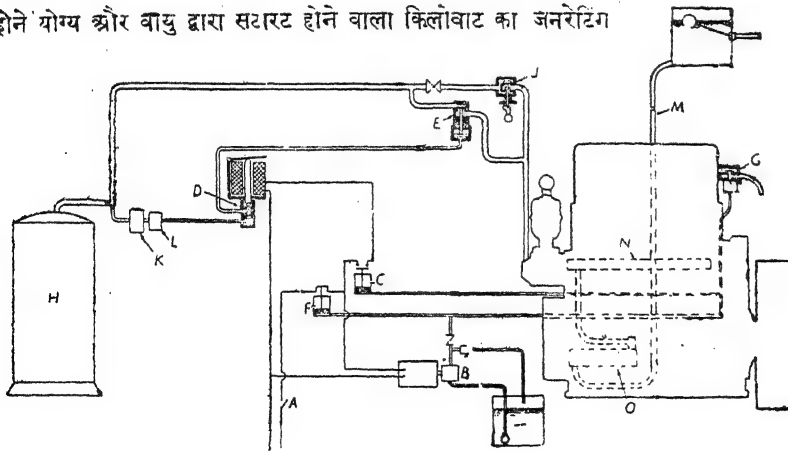 होने योग्य और वायु द्वारा सटारट होने वाला किलोवाट का जनरेटिंग
J
E
M
G
D
K
L
N
C
H
F
C
B
A
O